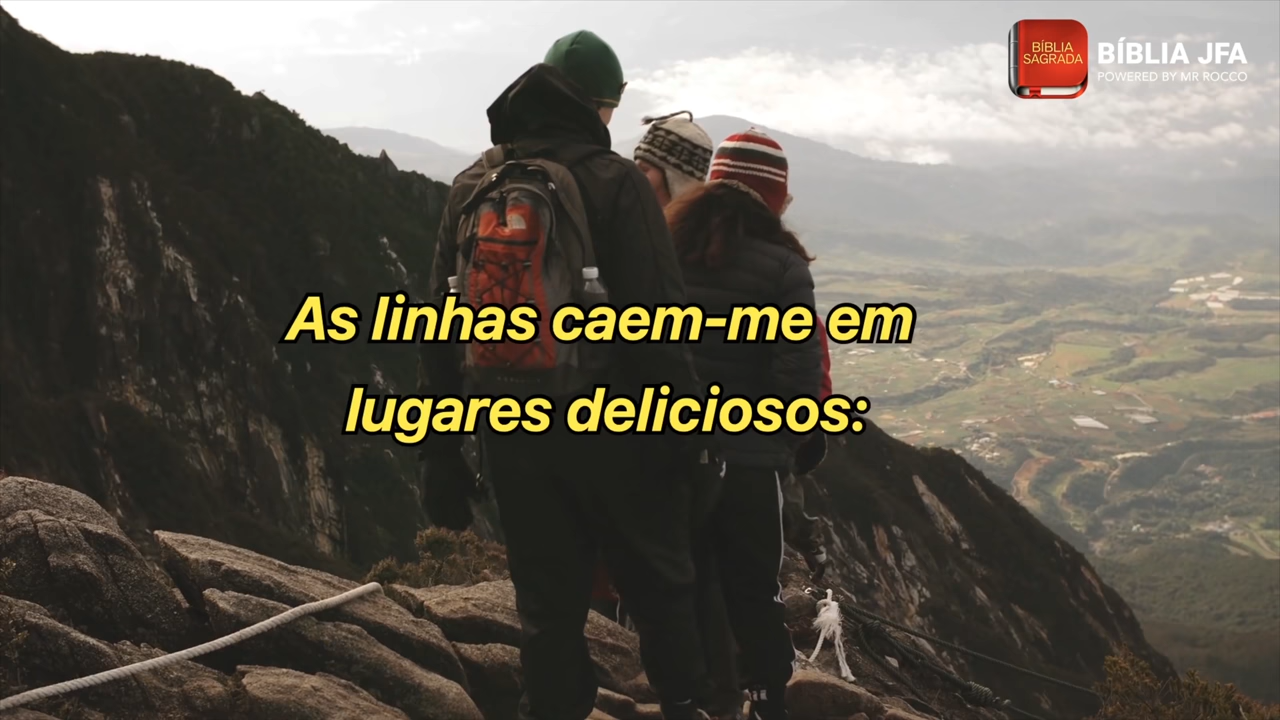 BÍBLIA
SAGRADA
BÍBLIA JFA
POWERED BY MR ROCCO
As linhas caem-me em
lugares deliciosos: